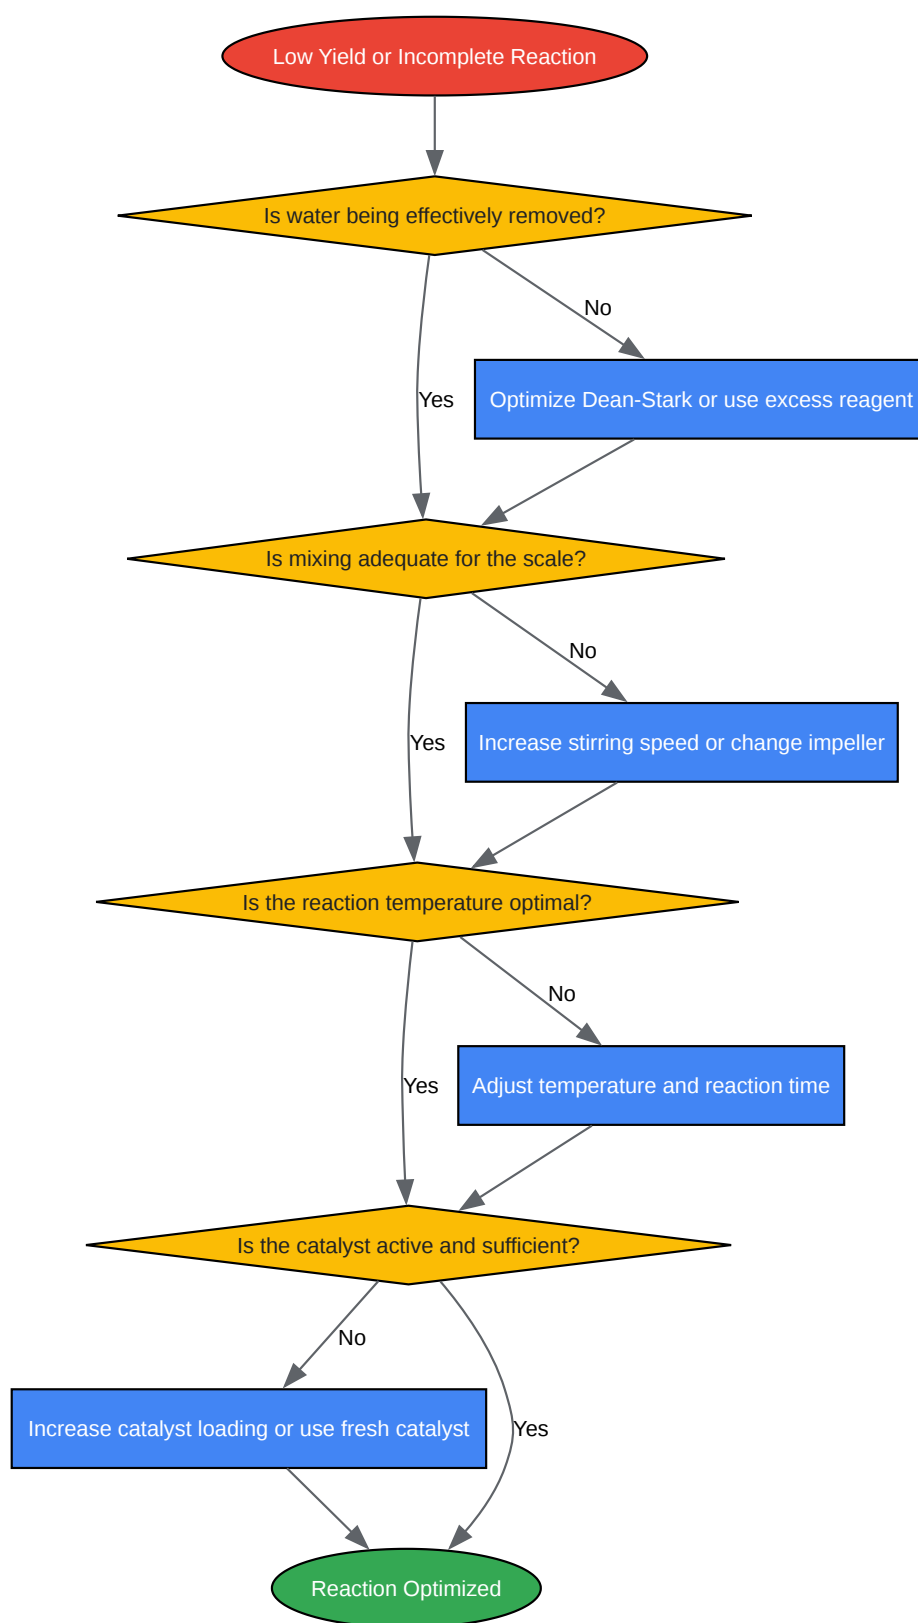 Low Yield or Incomplete Reaction
Is water being effectively removed?
No
Yes
Optimize Dean-Stark or use excess reagent
Is mixing adequate for the scale?
No
Yes
Increase stirring speed or change impeller
Is the reaction temperature optimal?
No
Yes
Adjust temperature and reaction time
Is the catalyst active and sufficient?
No
Increase catalyst loading or use fresh catalyst
Yes
Reaction Optimized